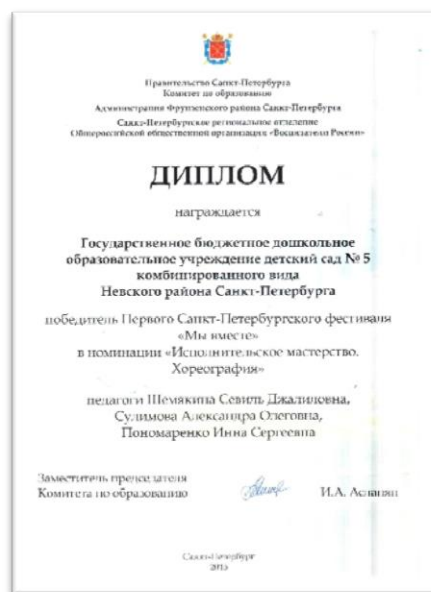 Правительство Санкт-Петербурга
Комитет по образованию
Администрация Фрунзенского района Санкт-Петербурга
Санкт-Петербургское региональное отделение
Общероссийской общественной организации «Воспитатели России»
ДИПЛОМ
награждается
Государственное бюджетное дошкольное
образовательное учреждение детский сад № 5
комбинированного вида
Невского района Санкт-Петербурга
победитель Первого Санкт-Петербургского фестиваля
«Мы вместе»
в номинации «Исполнительское мастерство.
Хореография»
педагоги Шемякина Севиль Джалиловна,
Сулимова Александра Олеговна,
Пономаренко Инна Сергеевна
Заместитель председателя
Комитета по образованию
И.А. Асланян
Санкт-Петербург
2015